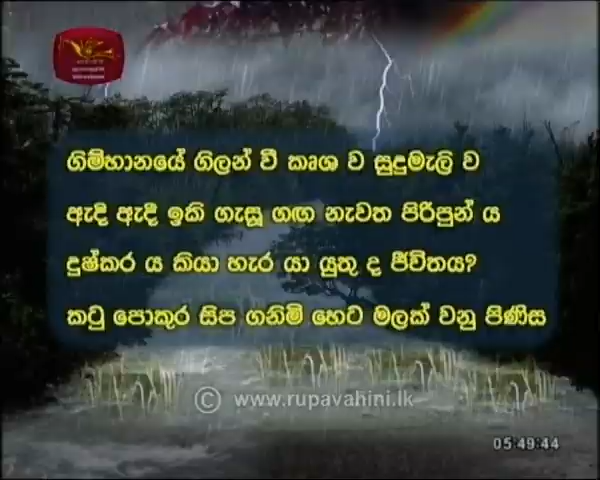 ගිම්හානයේ ගිලන් වී කෘශ ව සුදුමැලි ව
ඇදි ඇදී ඉකි ගැසූ ගඟ නැවත පිරිපුන් ය
දුෂ්කර ය කියා හැර යා යුතු ද ජීවිතය?
කටු පොකුර සිප ගනිමි හෙට මලක් වනු පිණිස
© www.rupavahini.lk
05:49:44